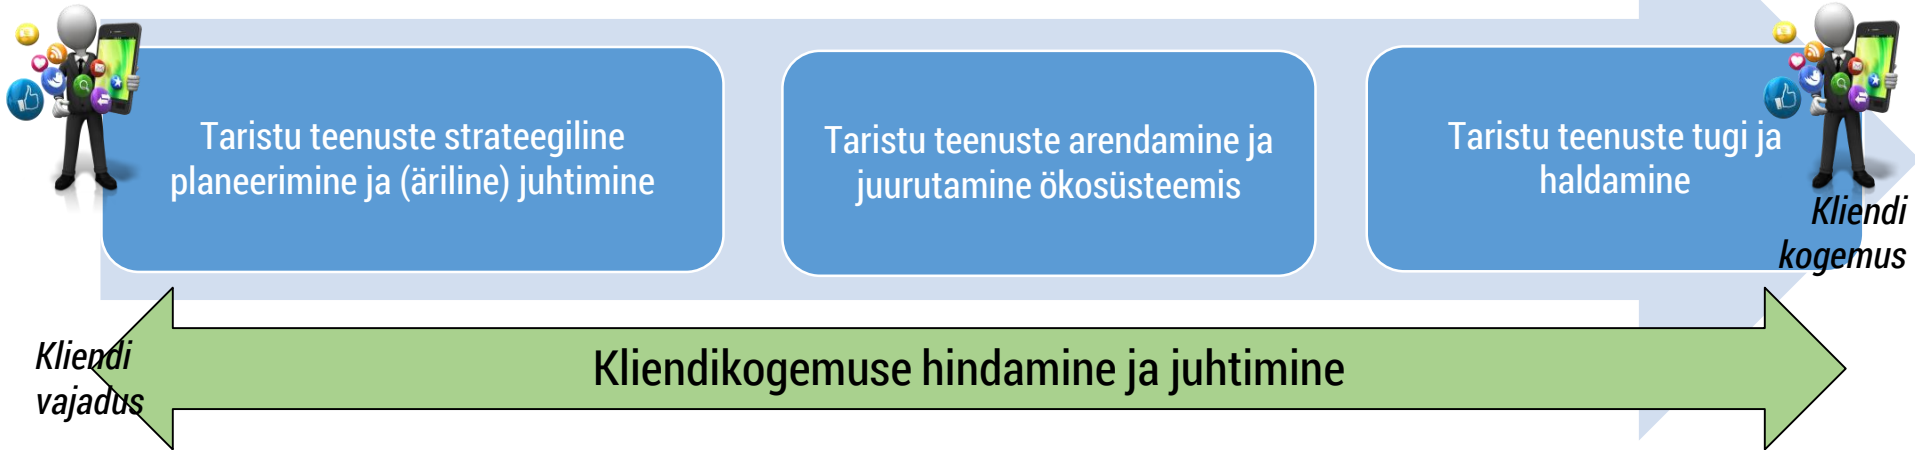 Taristu teenuste strateegiline
planeerimine ja (äriline) juhtimine
Taristu teenuste arendamine ja
juurutamine ökosüsteemis
Taristu teenuste tugi ja
haldamine
Kliendi
kogemus
Kliendi
vajadus
Kliendikogemuse hindamine ja juhtimine